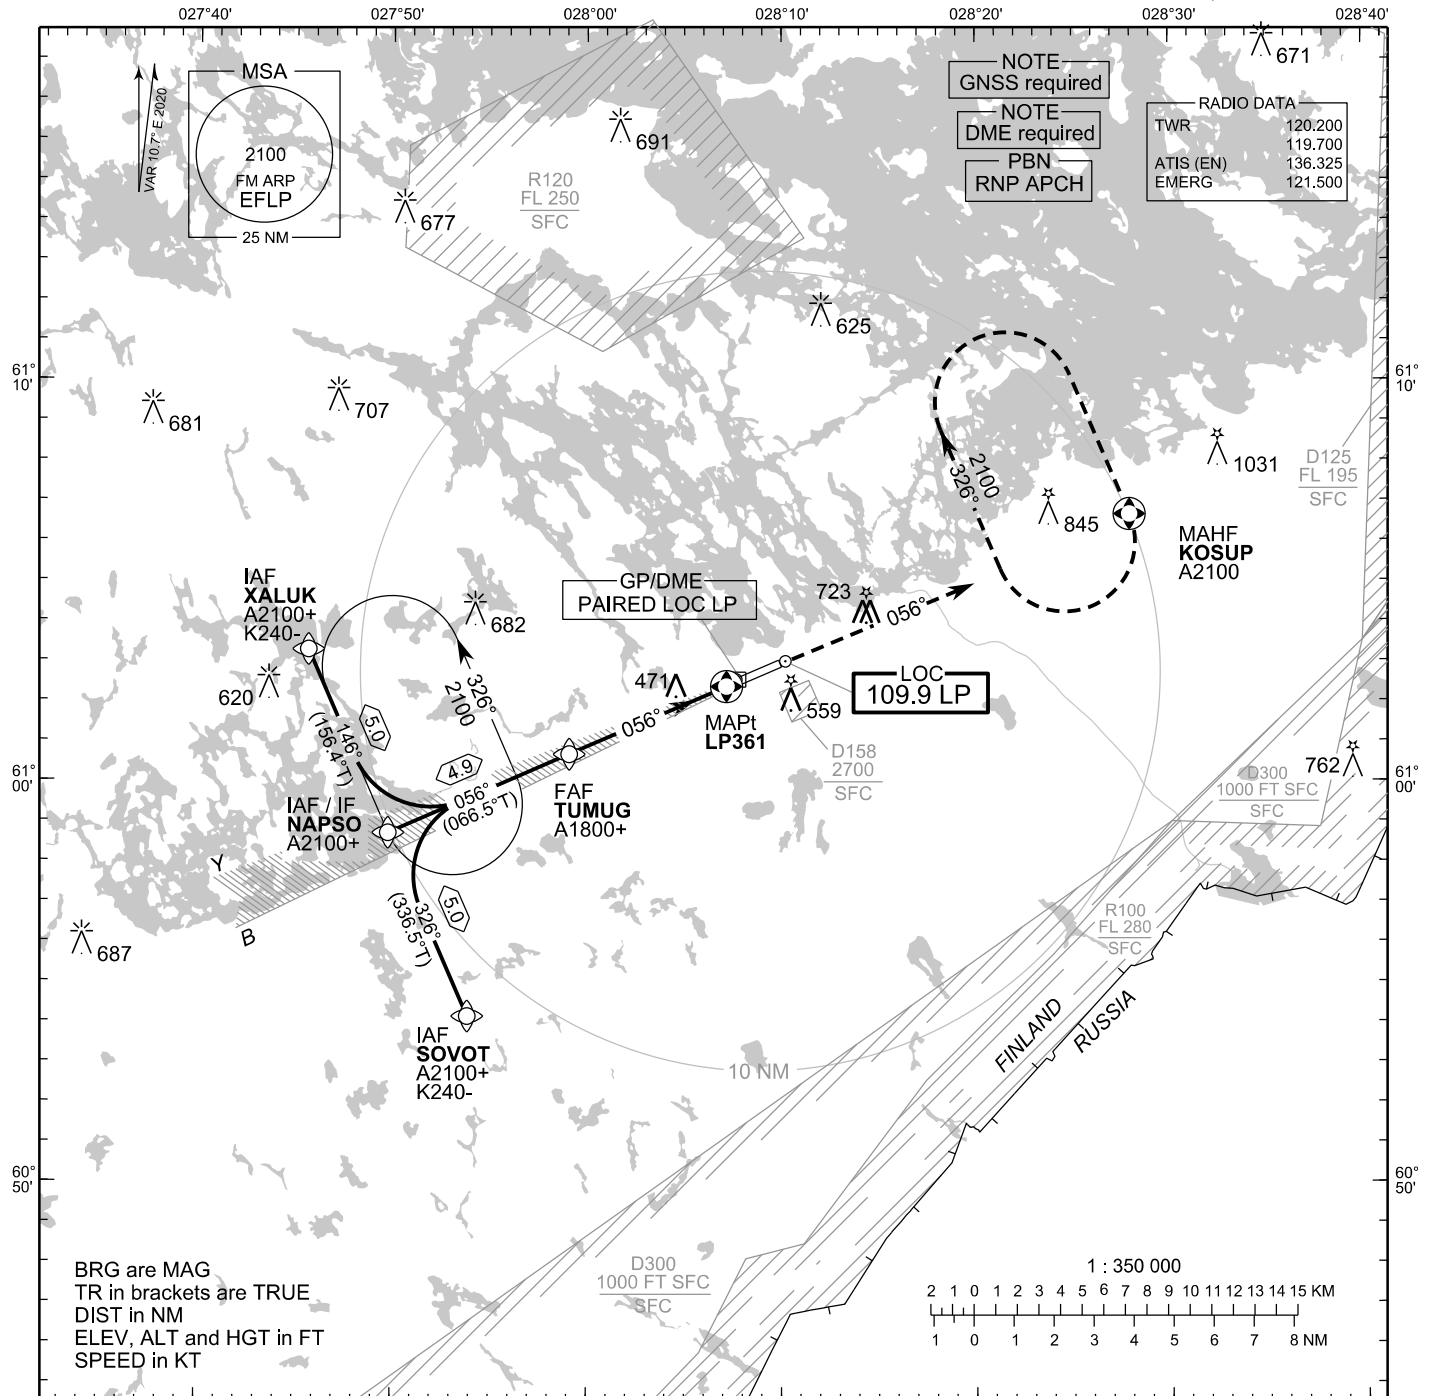 027°40'
027°50'
028°00'
028°10'
028°20'
028°30'
028°40'
VAR 10.7° E 2020
MSA
2100
FM ARP
EFLP
25 NM
NOTE
GNSS required
NOTE
DME required
PBN
RNP APCH
RADIO DATA
TWR 120.200
119.700
ATIS (EN) 136.325
EMERG 121.500
671
691
677
R120
FL 250
SFC
625
61°
10'
61°
10'
681
707
2100
326°
1031
D125
FL 195
SFC
845
MAHF
KOSUP
A2100
IAF
XALUK
A2100+
K240-
GP/DME
PAIRED LOC LP
723
056°
682
620
326°
2100
471
LOC
109.9 LP
559
056°
MAPt
LP361
5.0
146°
(156.4°T)
D158
2700
SFC
762
61°
00'
61°
00'
4.9
056°
(066.5°T)
FAF
TUMUG
A1800+
D300
1000 FT SFC
SFC
IAF / IF
NAPSO
A2100+
Y
B
687
5.0
326°
(336.5°T)
R100
FL 280
SFC
IAF
SOVOT
A2100+
K240-
FINLAND
RUSSIA
10 NM
60°
50'
60°
50'
D300
1000 FT SFC
SFC
BRG are MAG
TR in brackets are TRUE
DIST in NM
ELEV, ALT and HGT in FT
SPEED in KT
1 : 350 000
2 1 0 1 2 3 4 5 6 7 8 9 10 11 12 13 14 15 KM
1 0 1 2 3 4 5 6 7 8 NM